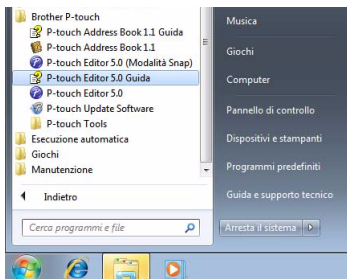 Brother P-touch
P-touch Address Book 1.1 Guida
P-touch Address Book 1.1
P-touch Editor 5.0 (Modalità Snap)
P-touch Editor 5.0 Guida
P-touch Editor 5.0
P-touch Update Software
P-touch Tools
Esecuzione automatica
Giochi
Manutenzione
Indietro
Cerca programmi e file
Musica
Giochi
Computer
Pannello di controllo
Dispositivi e stampanti
Programmi predefiniti
Guida e supporto tecnico
Arresta il sistema